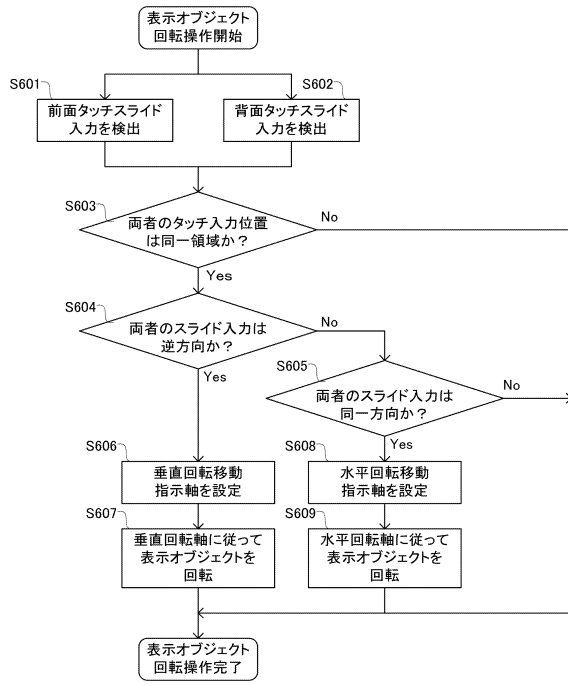 表示オブジェクト
回転操作開始
S601
前面タッチスライド
入力を検出
S602
背面タッチスライド
入力を検出
S603
両者のタッチ入力位置
は同一領域か？
No
Yes
S604
両者のスライド入力は
逆方向か？
No
Yes
S605
両者のスライド入力は
同一方向か？
No
Yes
S606
垂直回転移動
指示軸を設定
S608
水平回転移動
指示軸を設定
S607
垂直回転軸に従って
表示オブジェクトを
回転
S609
水平回転軸に従って
表示オブジェクトを
回転
表示オブジェクト
回転操作完了